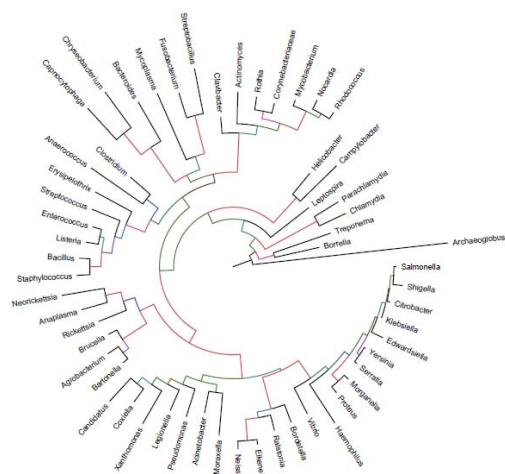 Streptobacillus
Fusobacterium
Mycoplasma
Bacteroides
Chryseobacterium
Capnocytophaga
Anaerococcus
Clostridium
Erysipelothrix
Streptococcus
Enterococcus
Listeria
Bacillus
Staphylococcus
Neorickettsia
Anaplasma
Rickettsia
Brucella
Agrobacterium
Bartonella
Candidatus
Coxiella
Xanthomonas
Legionella
Pseudomonas
Acinetobacter
Moraxella
Eikene
Ralstonia
Bordetella
Vibrio
Haemophilus
Proteus
Morganella
Serratia
Yersinia
Edwardsiella
Klebsiella
Citrobacter
Shigella
Salmonella
Archaeoglobus
Borrelia
Treponema
Chlamydia
Parachlamydia
Leptospira
Campylobacter
Helicobacter
Rhodococcus
Nocardia
Mycobacterium
Corynebacteriaceae
Rothia
Actinomyces
Clavibacter